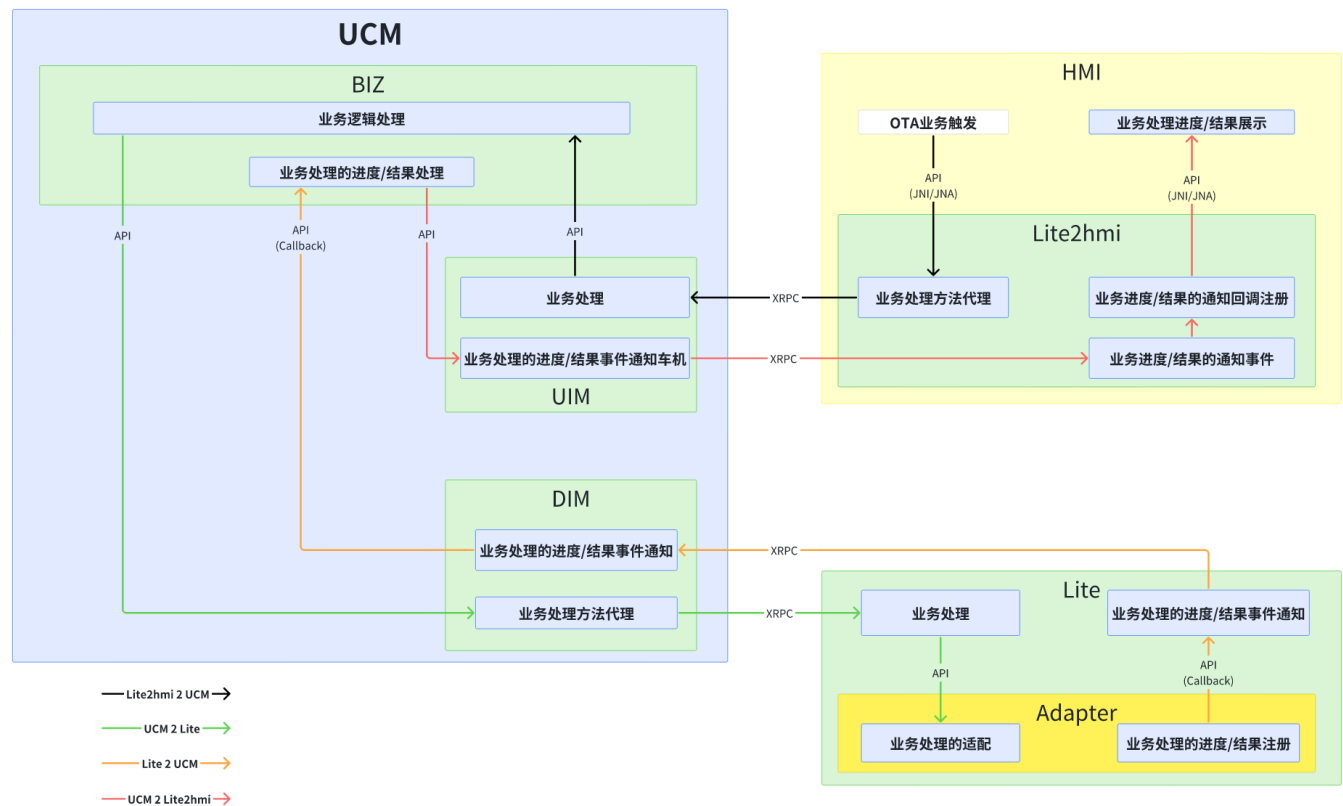 UCM
BIZ
业务逻辑处理
业务处理的进度/结果处理
API
API
(Callback)
API
API
业务处理
业务处理的进度/结果事件通知车机
UIM
DIM
业务处理的进度/结果事件通知
业务处理方法代理
HMI
OTA业务触发
业务处理进度/结果展示
API
(JNI/JNA)
API
(JNI/JNA)
Lite2hmi
业务处理方法代理
业务进度/结果的通知回调注册
业务进度/结果的通知事件
XRPC
XRPC
XRPC
XRPC
Lite
业务处理
业务处理的进度/结果事件通知
API
API
(Callback)
Adapter
业务处理的适配
业务处理的进度/结果注册
Lite2hmi 2 UCM
UCM 2 Lite
Lite 2 UCM
UCM 2 Lite2hmi